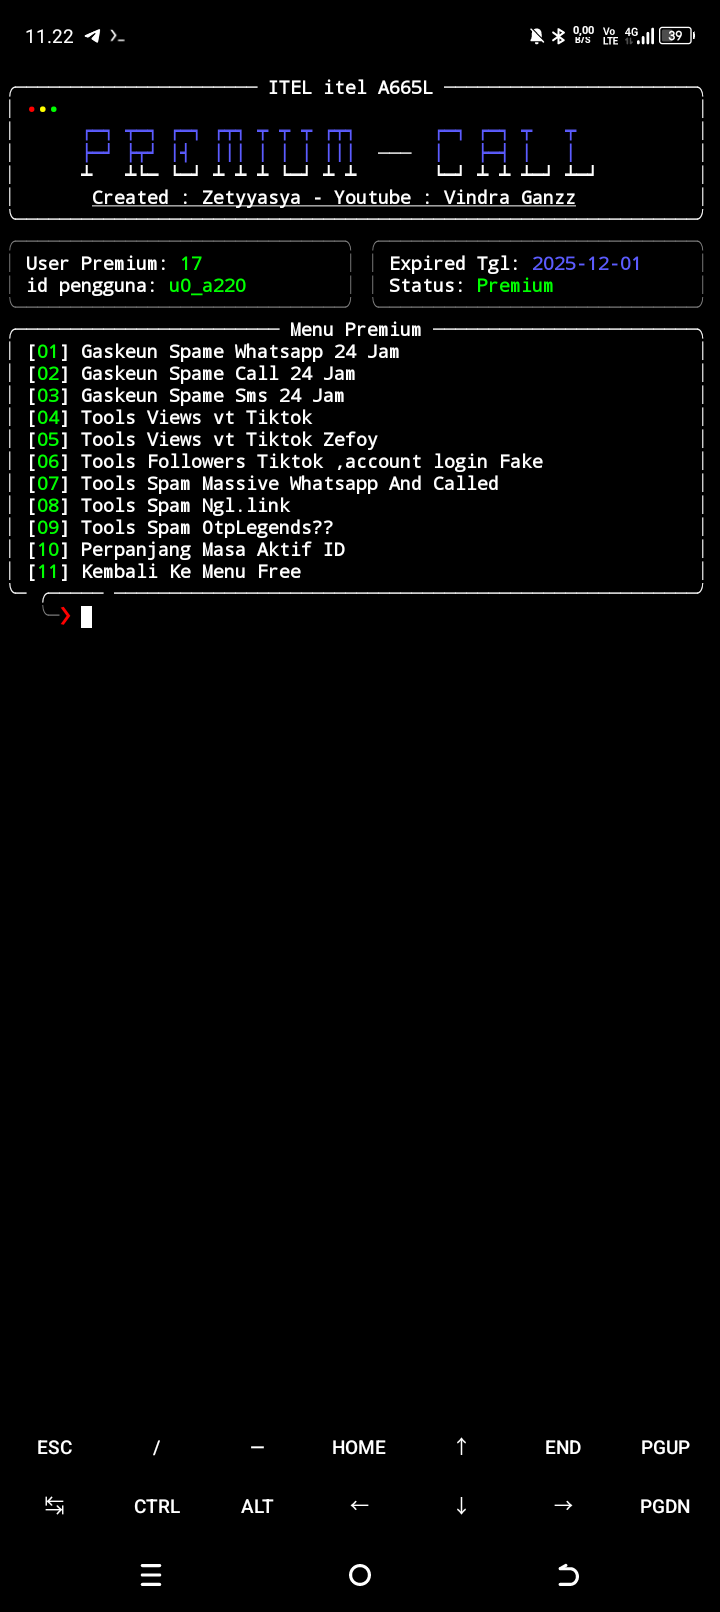 11.22 0,00 B/S Vo LTE 4G 39
ITEL itel A665L
PREMIUM — CALL
Created : Zetyyasya - Youtube : Vindra Ganzz
User Premium: 17
id pengguna: u0_a220
Expired Tgl: 2025-12-01
Status: Premium
Menu Premium
[01] Gaskeun Spame Whatsapp 24 Jam
[02] Gaskeun Spame Call 24 Jam
[03] Gaskeun Spame Sms 24 Jam
[04] Tools Views vt Tiktok
[05] Tools Views vt Tiktok Zefoy
[06] Tools Followers Tiktok ,account login Fake
[07] Tools Spam Massive Whatsapp And Called
[08] Tools Spam Ngl.link
[09] Tools Spam OtpLegends??
[10] Perpanjang Masa Aktif ID
[11] Kembali Ke Menu Free
❯
ESC / — HOME ↑ END PGUP
↹ CTRL ALT ← ↓ → PGDN